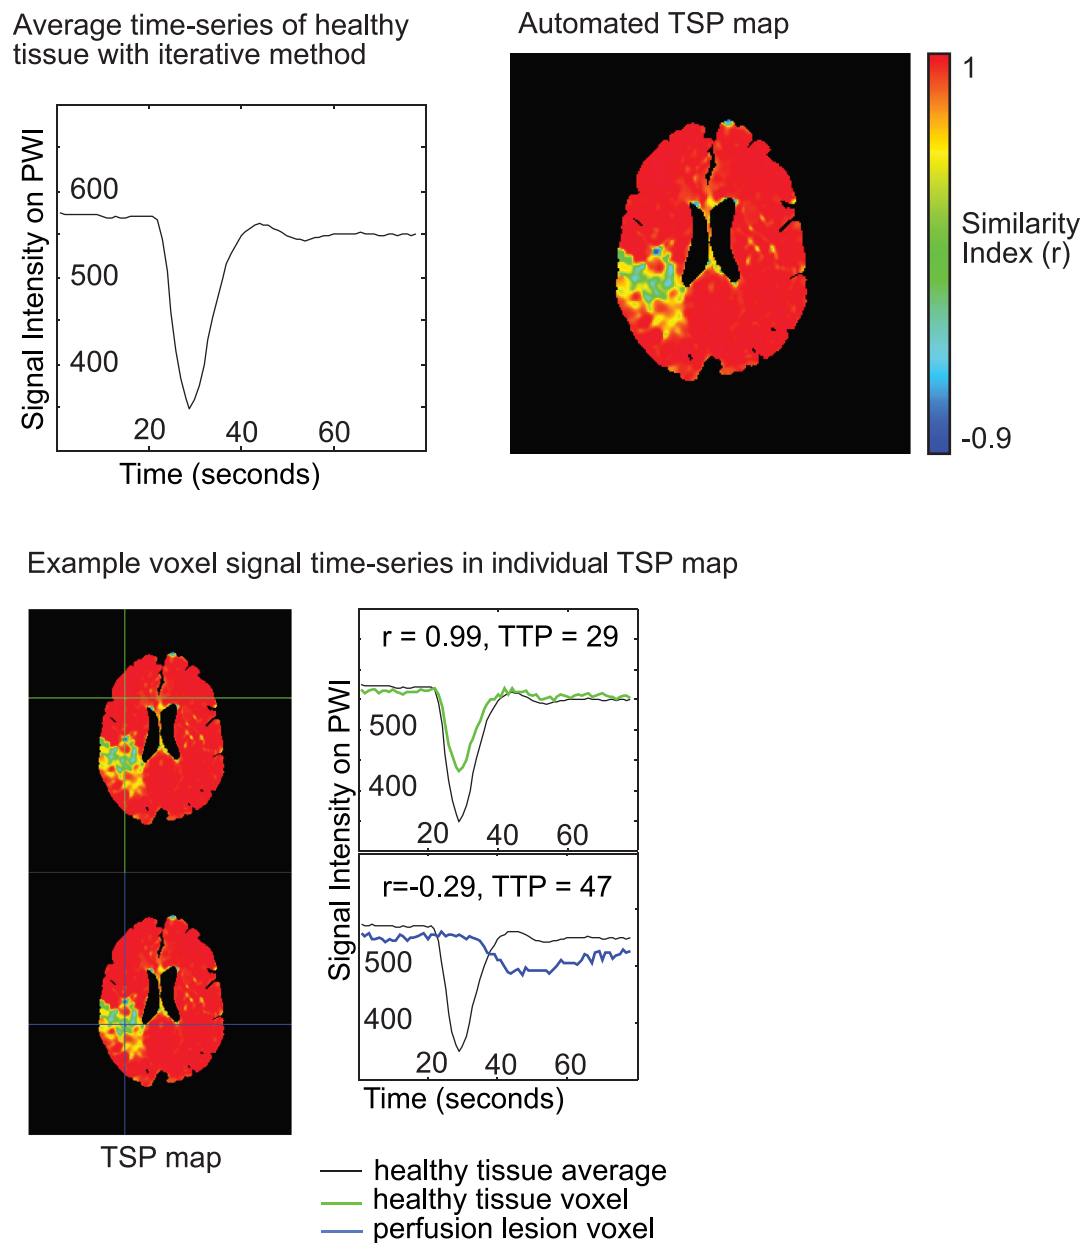 Average time-series of healthy
tissue with iterative method
Signal Intensity on PWI
600
500
400
20 40 60
Time (seconds)
Automated TSP map
1
Similarity
Index (r)
-0.9
Example voxel signal time-series in individual TSP map
TSP map
Signal Intensity on PWI
r = 0.99, TTP = 29
500
400
20 40 60
r=-0.29, TTP = 47
500
400
20 40 60
Time (seconds)
healthy tissue average
healthy tissue voxel
perfusion lesion voxel